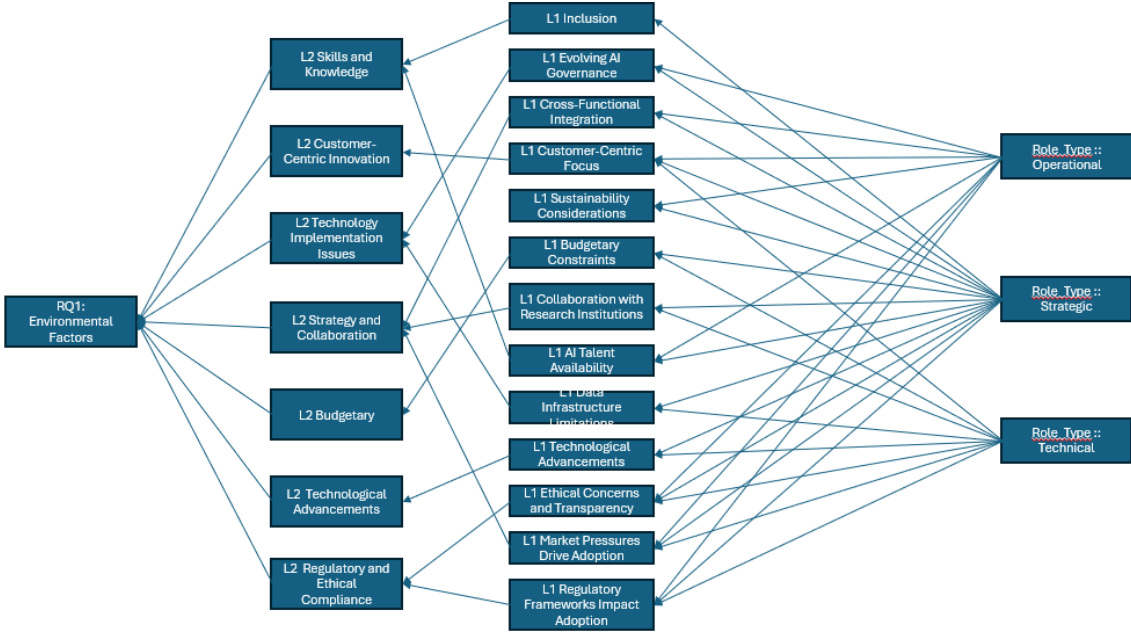 RQ1:
Environmental
Factors
L2 Skills and
Knowledge
L2 Customer-
Centric Innovation
L2 Technology
Implementation
Issues
L2 Strategy and
Collaboration
L2 Budgetary
L2 Technological
Advancements
L2 Regulatory and
Ethical
Compliance
L1 Inclusion
L1 Evolving AI
Governance
L1 Cross-Functional
Integration
L1 Customer-Centric
Focus
L1 Sustainability
Considerations
L1 Budgetary
Constraints
L1 Collaboration with
Research Institutions
L1 AI Talent
Availability
L1 Data
Infrastructure
Limitations
L1 Technological
Advancements
L1 Ethical Concerns
and Transparency
L1 Market Pressures
Drive Adoption
L1 Regulatory
Frameworks Impact
Adoption
Role_Type ::
Operational
Role_Type ::
Strategic
Role_Type ::
Technical